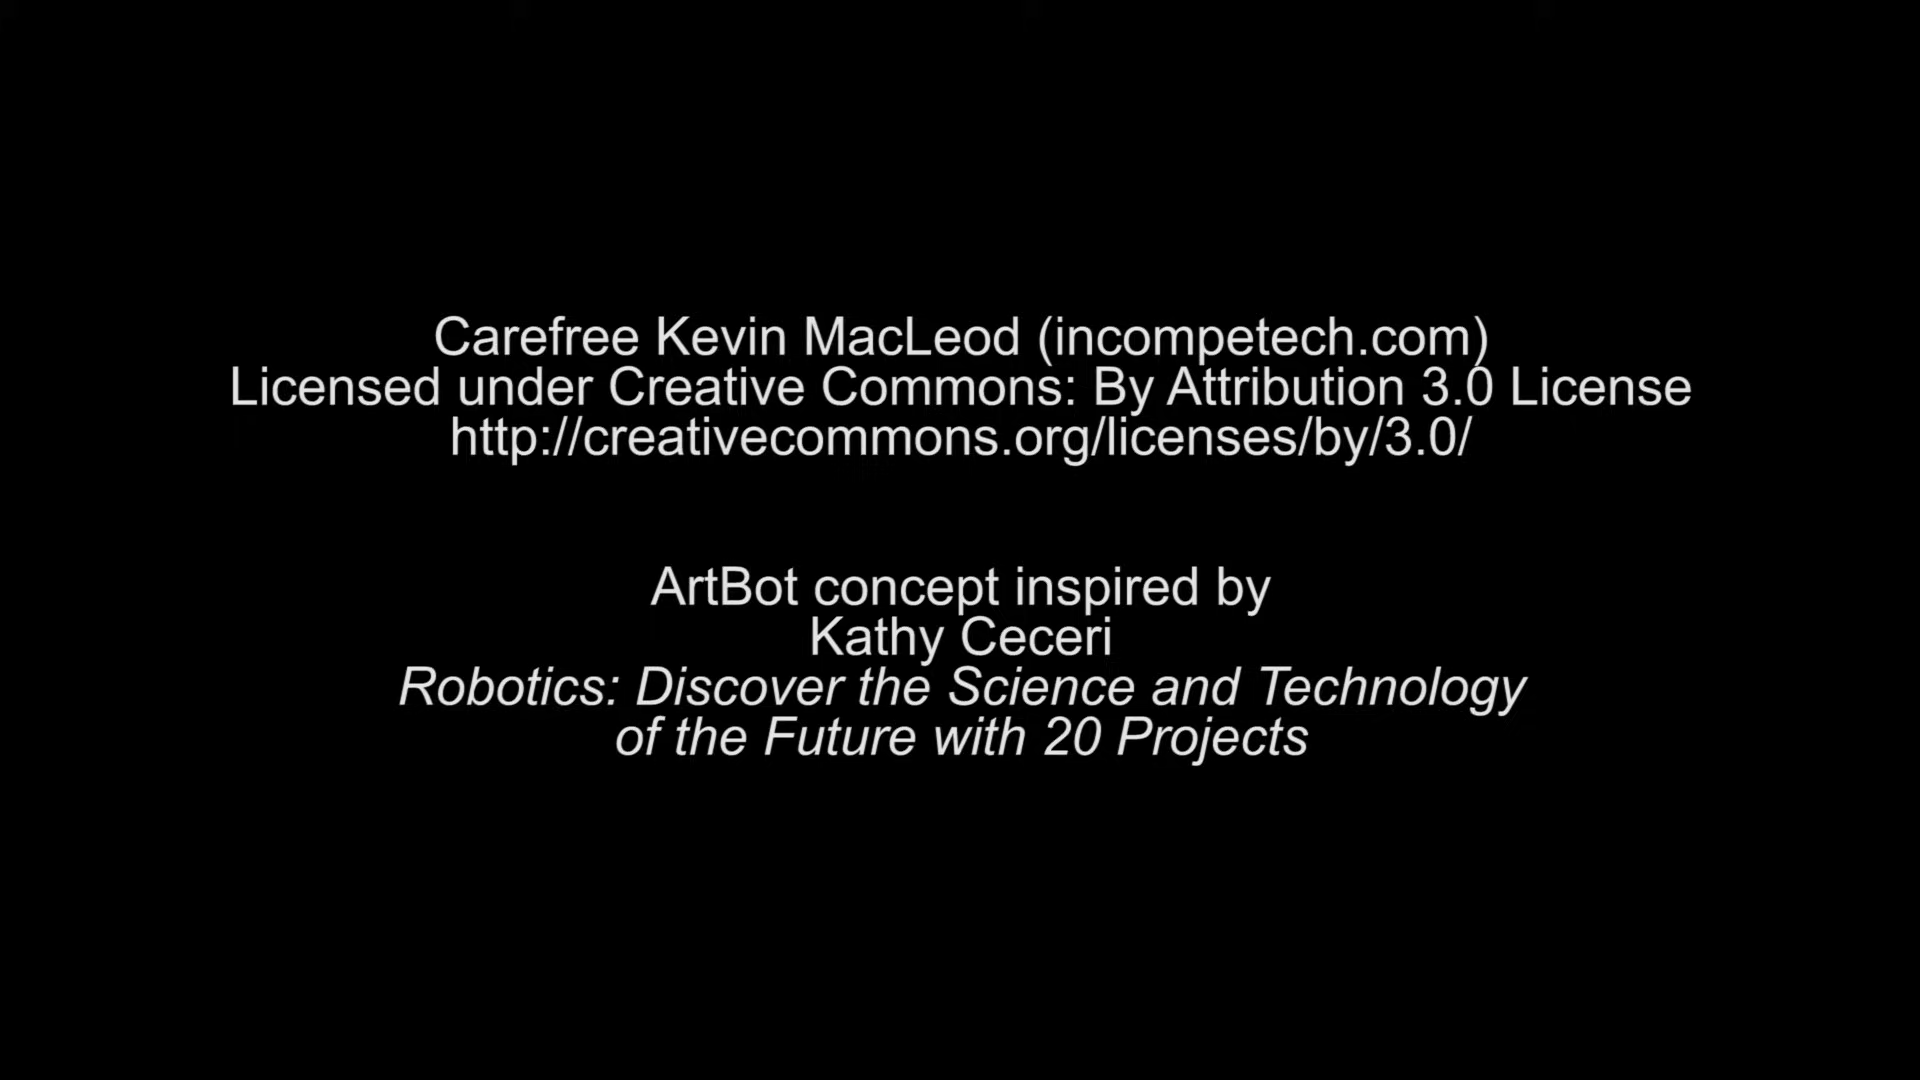 Carefree Kevin MacLeod (incompetech.com)
Licensed under Creative Commons: By Attribution 3.0 License
http://creativecommons.org/licenses/by/3.0/
ArtBot concept inspired by
Kathy Ceceri
Robotics: Discover the Science and Technology
of the Future with 20 Projects